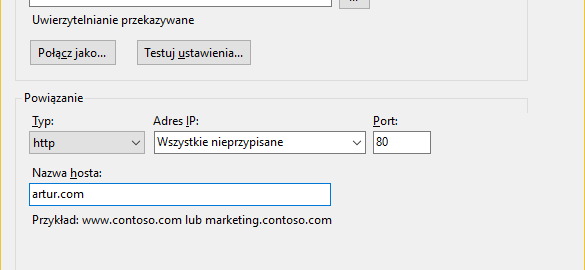 ...
Uwierzytelnianie przekazywane
Połącz jako...
Testuj ustawienia...
Powiązanie
Typ: Adres IP: Port:
http Wszystkie nieprzypisane 80
Nazwa hosta:
artur.com
Przykład: www.contoso.com lub marketing.contoso.com